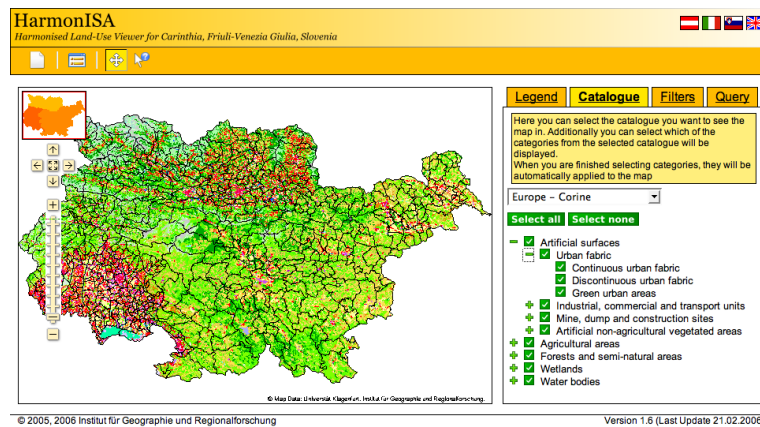 HarmonISA
Harmonised Land-Use Viewer for Carinthia, Friuli-Venezia Giulia, Slovenia
Legend Catalogue Filters Query
Here you can select the catalogue you want to see the
map in. Additionally you can select which of the
categories from the selected catalogue will be
displayed.
When you are finished selecting categories, they will be
automatically applied to the map
Europe – Corine
Select all Select none
Artificial surfaces
Urban fabric
Continuous urban fabric
Discontinuous urban fabric
Green urban areas
Industrial, commercial and transport units
Mine, dump and construction sites
Artificial non-agricultural vegetated areas
Agricultural areas
Forests and semi-natural areas
Wetlands
Water bodies
© Map Data: Universität Klagenfurt, Institut für Geographie und Regionalforschung.
© 2005, 2006 Institut für Geographie und Regionalforschung
Version 1.6 (Last Update 21.02.2006